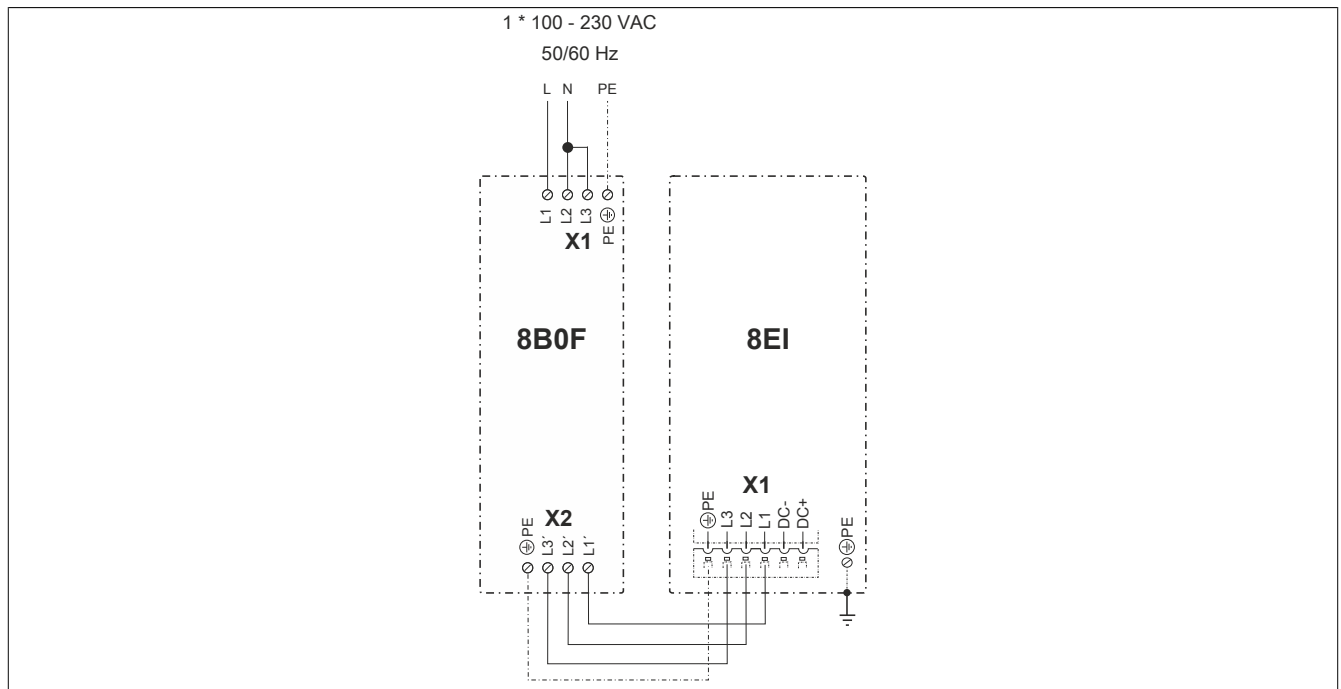 1 * 100 - 230 VAC
50/60 Hz
L N PE
L1 L2 L3 PE
X1
8B0F
8EI
X2
PE L3´ L2´ L1´
X1
PE L3 L2 L1 DC- DC+
PE